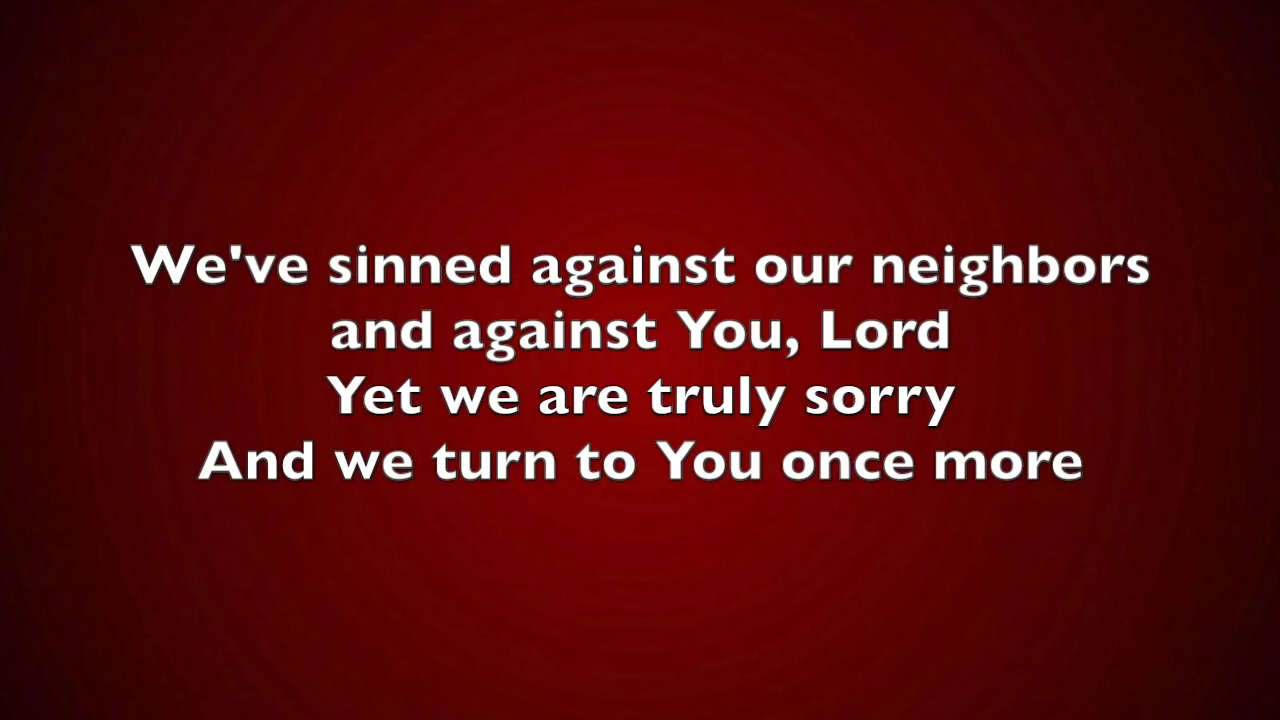 We've sinned against our neighbors
and against You, Lord
Yet we are truly sorry
And we turn to You once more